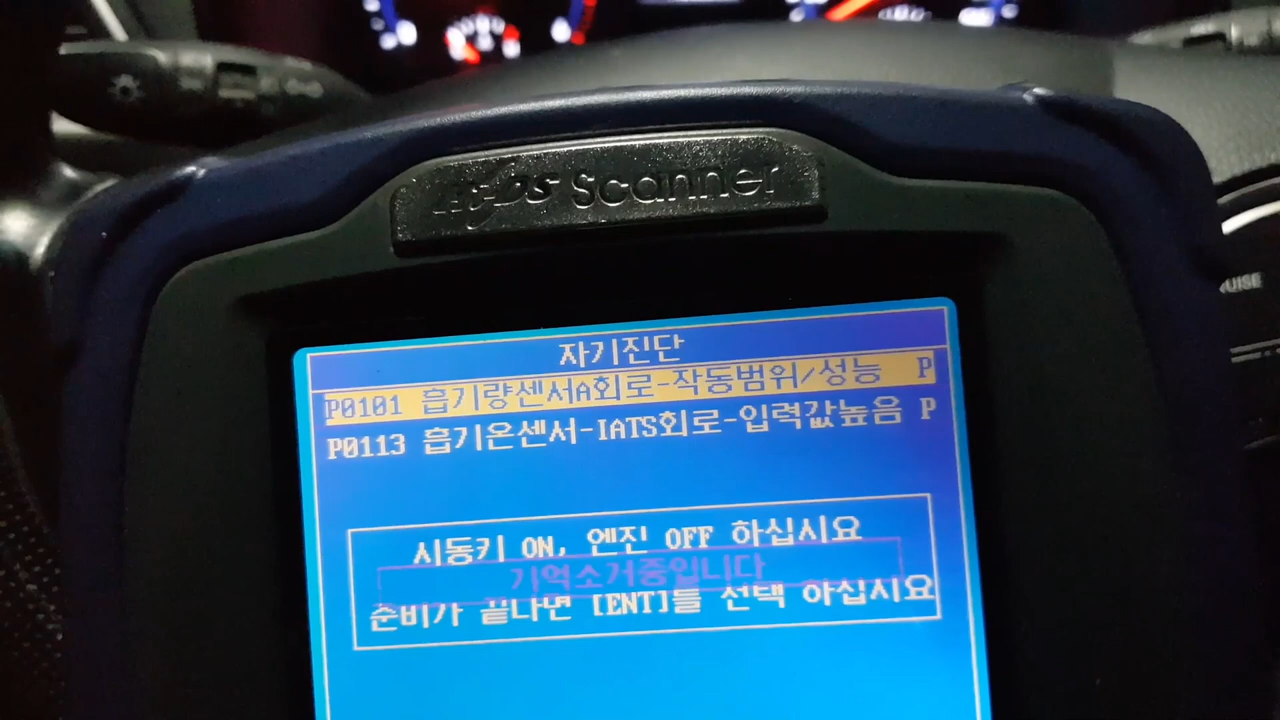 Hi-DS Scanner
자기진단
P0101 흡기량센서A회로-작동범위/성능 P
P0113 흡기온센서-IATS회로-입력값높음 P
시동키 ON, 엔진 OFF 하십시요
기억소거중입니다
준비가 끝나면 [ENT]를 선택 하십시요
UISE